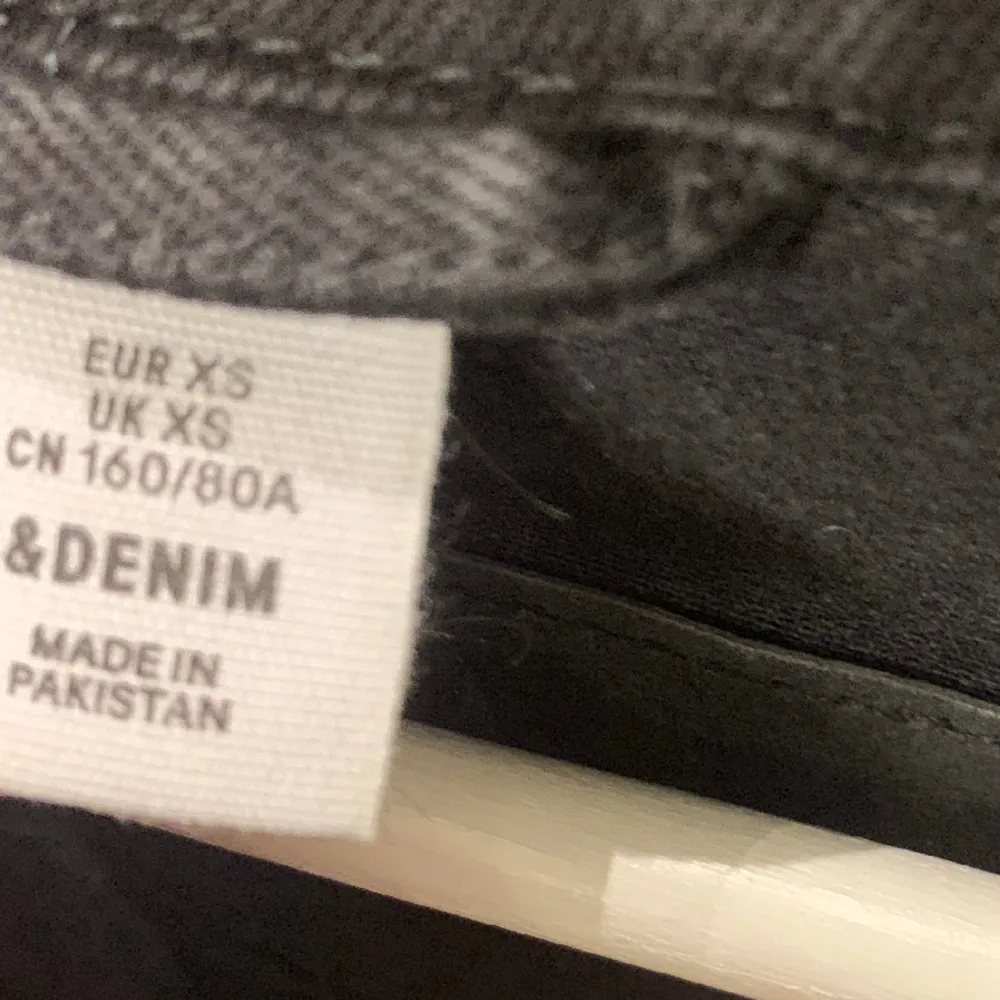 EUR XS
UK XS
CN 160/80A
&DENIM
MADE IN
PAKISTAN